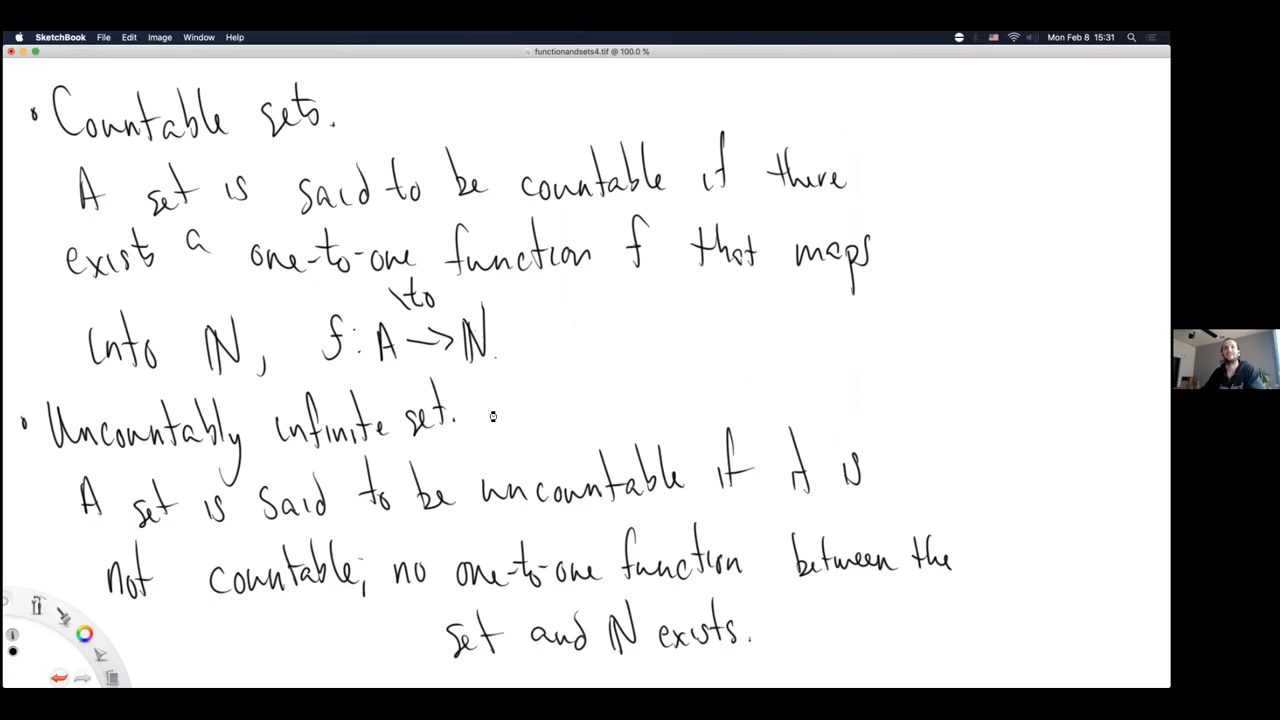 SketchBook File Edit Image Window Help Mon Feb 8 15:31
functionandsets4.tif @ 100.0 %
• Countable sets.
A set is said to be countable if there
exists a one-to-one function f that maps
\to
into ℕ, f: A → ℕ.
• Uncountably infinite set.
A set is said to be uncountable if it is
not countable; no one-to-one function between the
set and ℕ exists.